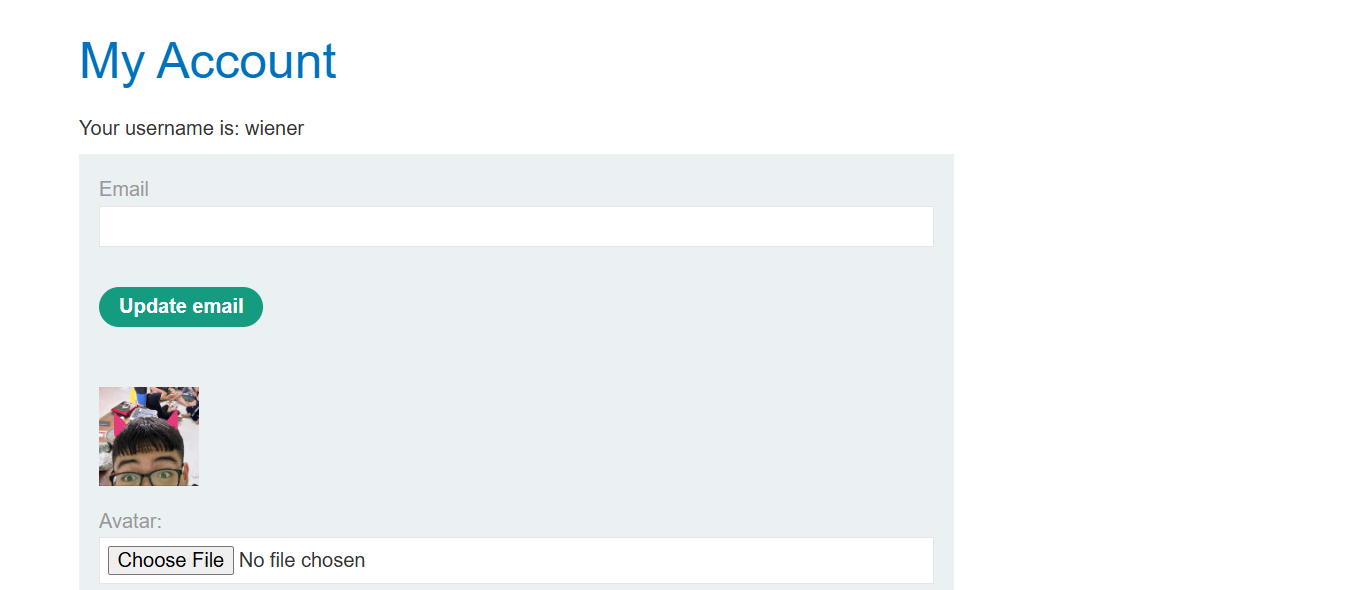 My Account
Your username is: wiener
Email
Update email
Avatar:
Choose File No file chosen